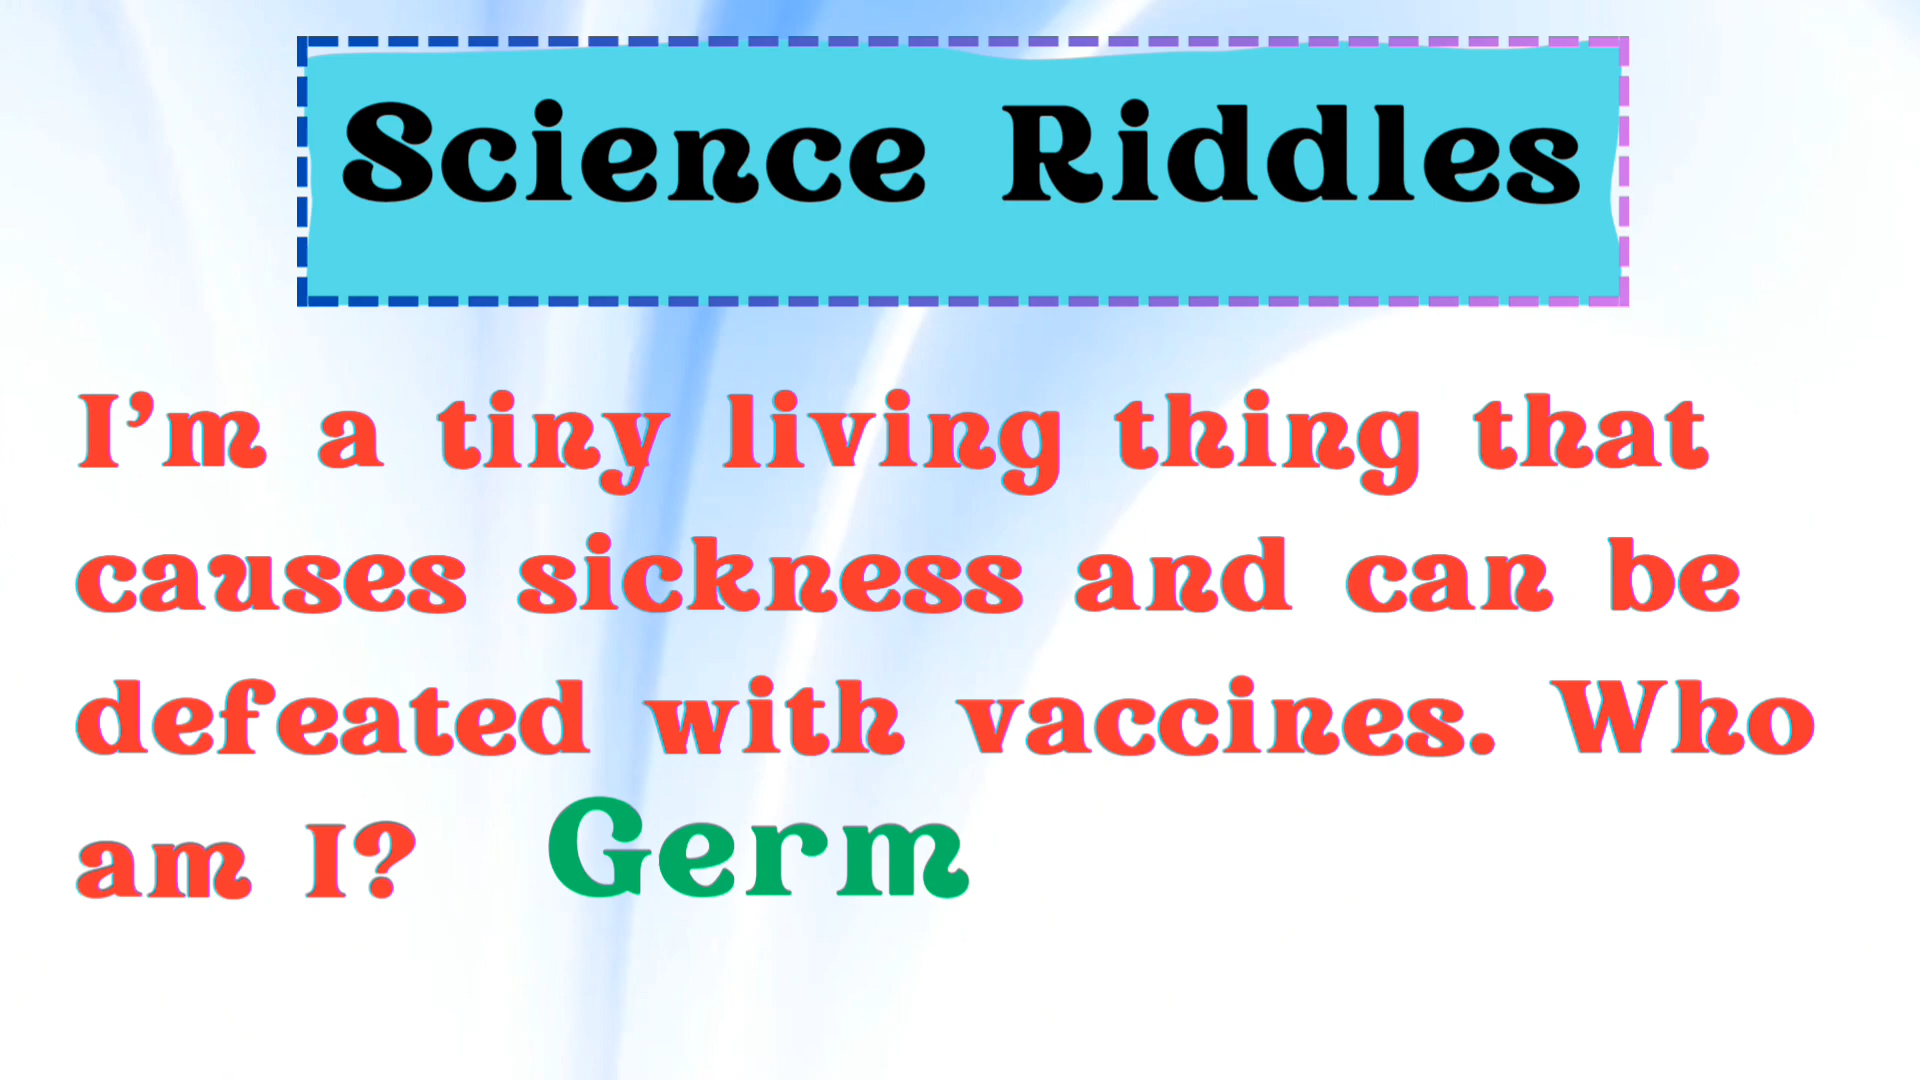 Science Riddles
I'm a tiny living thing that
causes sickness and can be
defeated with vaccines. Who
am I? Germ